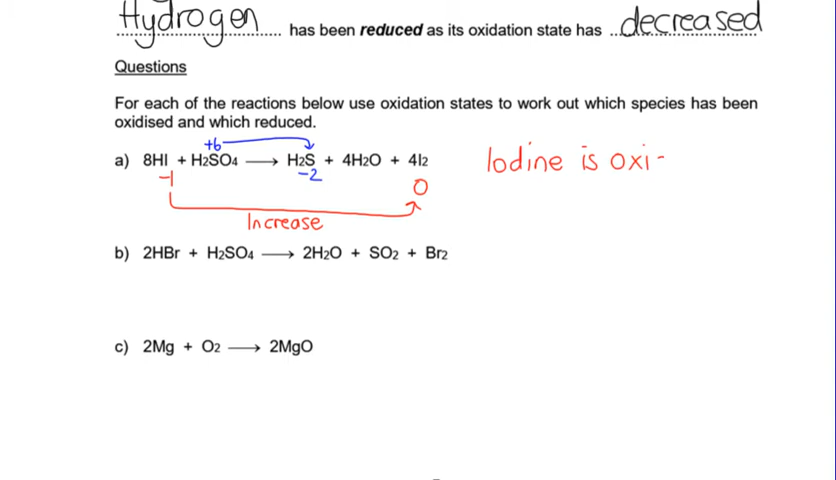 Hydrogen has been reduced as its oxidation state has decreased
Questions
For each of the reactions below use oxidation states to work out which species has been
oxidised and which reduced.
+6
a) 8HI + H2SO4 ⟶ H2S + 4H2O + 4I2 Iodine is oxi-
-1 -2 0
Increase
b) 2HBr + H2SO4 ⟶ 2H2O + SO2 + Br2
c) 2Mg + O2 ⟶ 2MgO